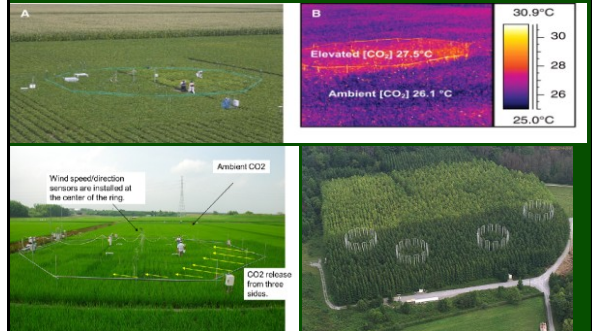 A
B
30.9°C
Elevated [CO₂] 27.5°C
30
28
Ambient [CO₂] 26.1 °C
26
25.0°C
Ambient CO2
Wind speed/direction
sensors are installed at
the center of the ring.
CO2 release
from three
sides.